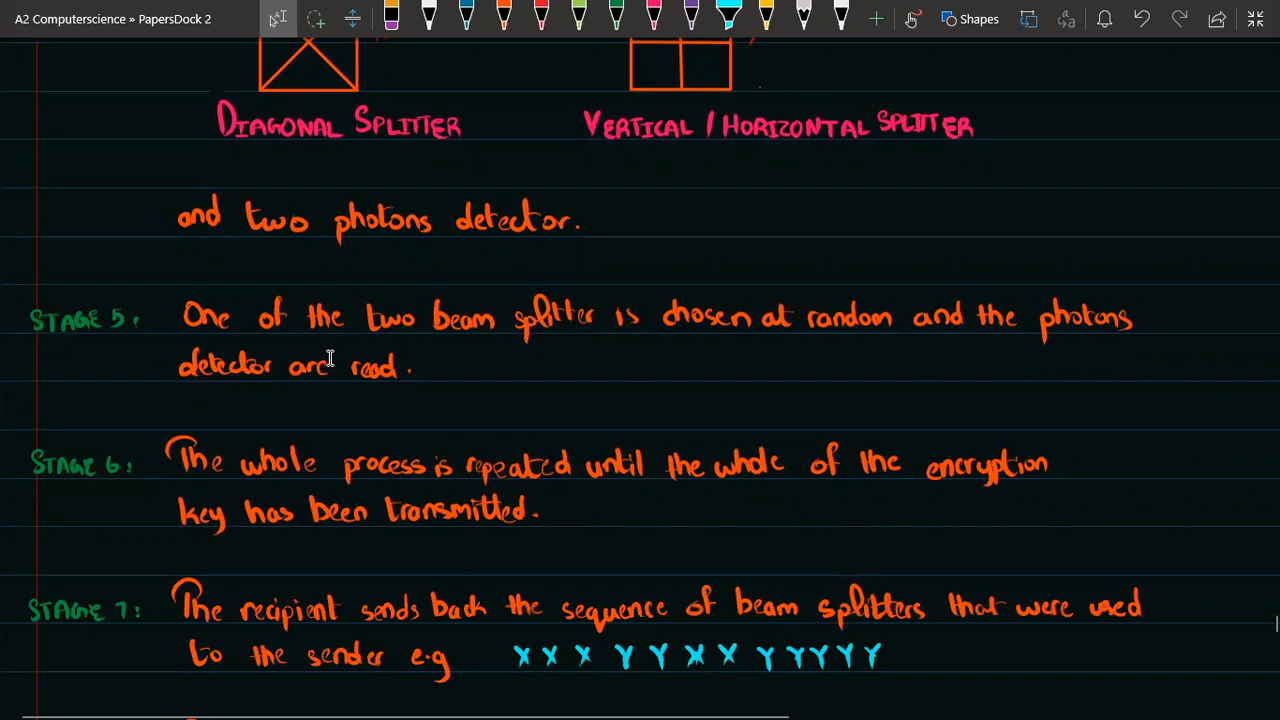 A2 Computerscience » PapersDock 2
Shapes
DIAGONAL SPLITTER
VERTICAL / HORIZONTAL SPLITTER
and two photons detector.
STAGE 5: One of the two beam splitter is chosen at random and the photons
detector are read.
STAGE 6: The whole process is repeated until the whole of the encryption
key has been transmitted.
STAGE 7: The recipient sends back the sequence of beam splitters that were used
to the sender e.g X X X Y Y X X Y Y Y Y Y